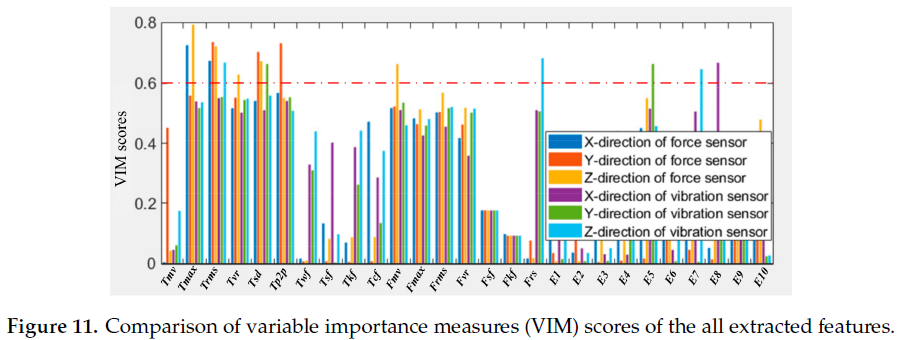 0.8
0.6
0.4
0.2
0
VIM scores
X-direction of force sensor
Y-direction of force sensor
Z-direction of force sensor
X-direction of vibration sensor
Y-direction of vibration sensor
Z-direction of vibration sensor
Tmv Tmax Trms Tvr Tsd Tp2p Twf Tsf Tkf Tcf Fmv Fmax Frms Fvr Fsf Fkf Frs E1 E2 E3 E4 E5 E6 E7 E8 E9 E10
Figure 11. Comparison of variable importance measures (VIM) scores of the all extracted features.